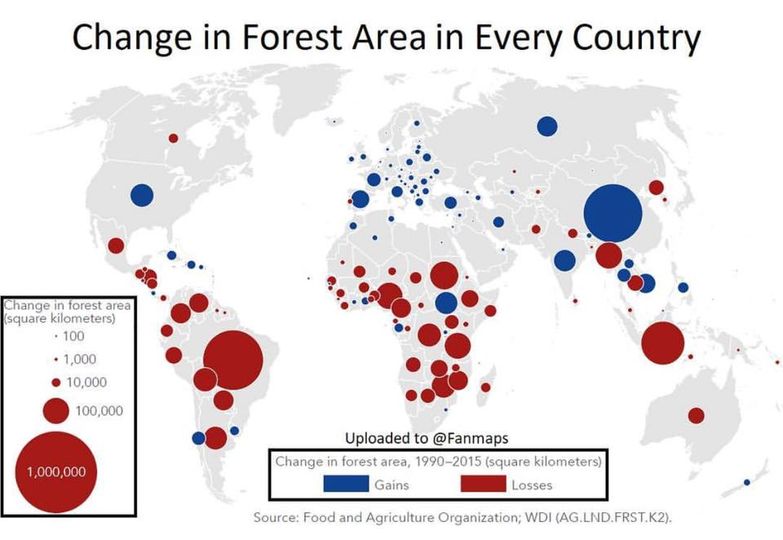 Change in Forest Area in Every Country
Change in forest area
(square kilometers)
100
1,000
10,000
100,000
1,000,000
Uploaded to @Fanmaps
Change in forest area, 1990–2015 (square kilometers)
Gains
Losses
Source: Food and Agriculture Organization; WDI (AG.LND.FRST.K2).